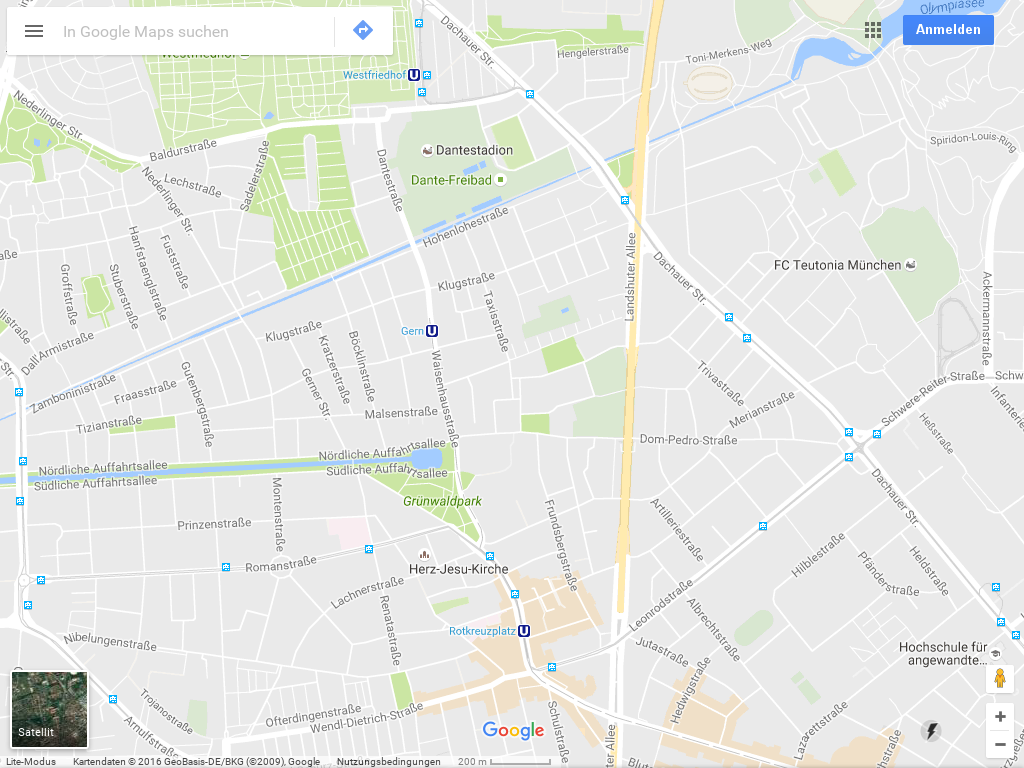 In Google Maps suchen
Anmelden
Olympiasee
Dachauer Str.
Hengelerstraße
Toni-Merkens-Weg
Westfriedhof
Westfriedhof
Nederlinger Str.
Baldurstraße
Spiridon-Louis-Ring
Dantestadion
Dante-Freibad
Dantestraße
Sadelerstraße
Lechstraße
Nederlinger Str.
Hohenlohestraße
Hanfstaenglstraße
Fuststraße
Landshuter Allee
Dachauer Str.
FC Teutonia München
Groffstraße
Stuberstraße
Klugstraße
Taxisstraße
Ackermannstraße
Klugstraße
Gern
Dall'Armistraße
Kratzerstraße
Böcklinstraße
Waisenhausstraße
Gerner Str.
Gutenbergstraße
Zamboninistraße
Fraasstraße
Trivastraße
Merianstraße
Schwere-Reiter-Straße
Malsenstraße
Tizianstraße
Heßstraße
Dom-Pedro-Straße
Nördliche Auffahrtsallee
Südliche Auffahrtsallee
Nördliche Auffahrtsallee
Südliche Auffahrtsallee
Grünwaldpark
Montenstraße
Prinzenstraße
Frundsbergstraße
Artilleriestraße
Dachauer Str.
Hilblestraße
Pfänderstraße
Heldstraße
Herz-Jesu-Kirche
Romanstraße
Lachnerstraße
Renatastraße
Rotkreuzplatz
Leonrodstraße
Albrechtstraße
Jutastraße
Nibelungenstraße
Hochschule für
angewandte...
Hedwigstraße
Trojanostraße
Arnulfstraße
Ofterdingenstraße
Wendl-Dietrich-Straße
Schulstraße
Allee
Lazarettstraße
Satellit
Google
Lite-Modus
Kartendaten © 2016 GeoBasis-DE/BKG (©2009), Google
Nutzungsbedingungen
200 m